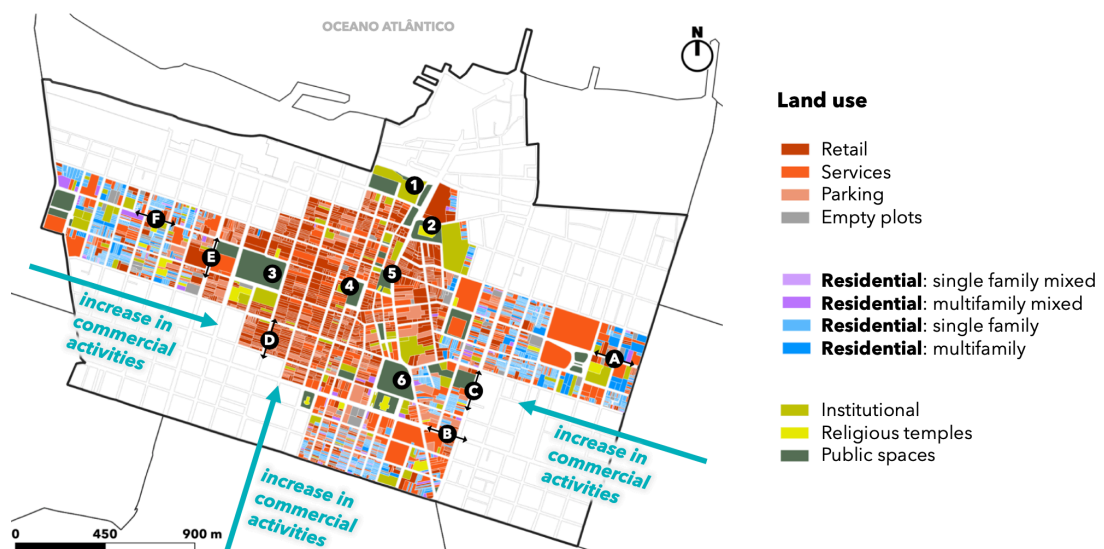 OCEANO ATLÂNTICO
N
Land use
Retail
Services
Parking
Empty plots
Residential: single family mixed
Residential: multifamily mixed
Residential: single family
Residential: multifamily
Institutional
Religious temples
Public spaces
1
2
F
E
3
5
4
D
A
6
C
B
increase in
commercial
activities
increase in
commercial
activities
increase in
commercial
activities
0 450 900 m